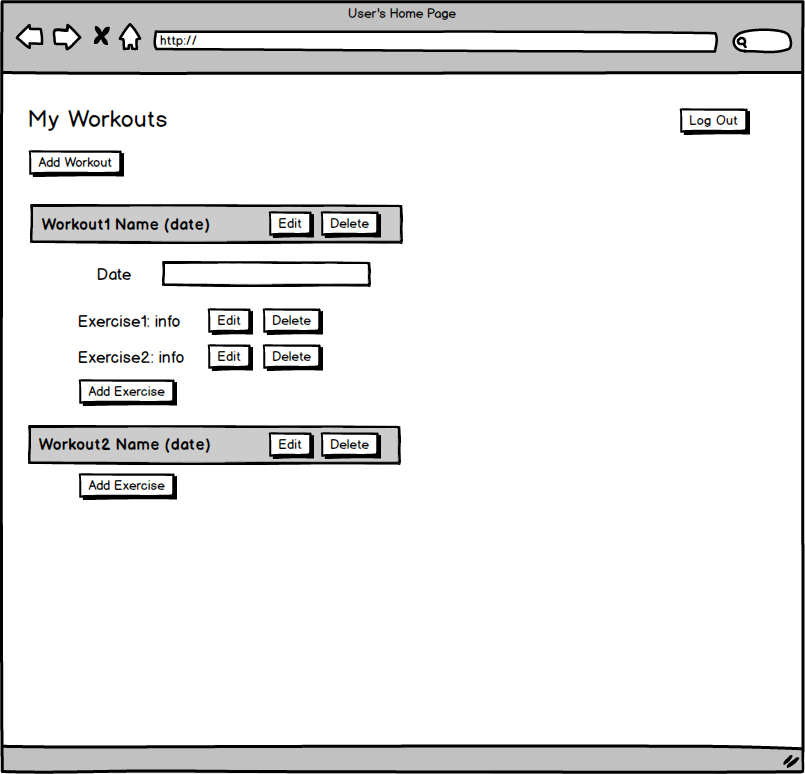 User's Home Page
http://
My Workouts
Log Out
Add Workout
Workout1 Name (date) Edit Delete
Date
Exercise1: info Edit Delete
Exercise2: info Edit Delete
Add Exercise
Workout2 Name (date) Edit Delete
Add Exercise